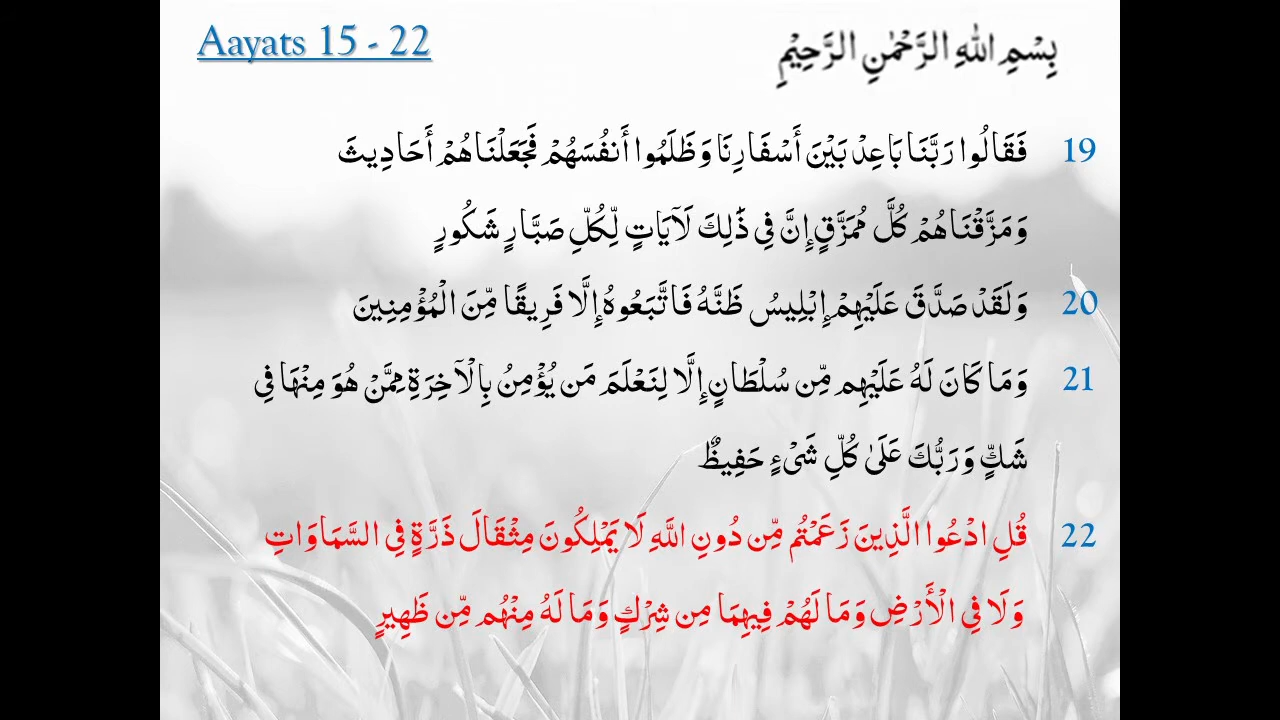 Aayats 15 - 22
بِسْمِ اللهِ الرَّحْمٰنِ الرَّحِيْمِ
19 فَقَالُوا رَبَّنَا بَاعِدْ بَيْنَ أَسْفَارِنَا وَظَلَمُوا أَنفُسَهُمْ فَجَعَلْنَاهُمْ أَحَادِيثَ
وَمَزَّقْنَاهُمْ كُلَّ مُمَزَّقٍ إِنَّ فِي ذَٰلِكَ لَآيَاتٍ لِّكُلِّ صَبَّارٍ شَكُورٍ
20 وَلَقَدْ صَدَّقَ عَلَيْهِمْ إِبْلِيسُ ظَنَّهُ فَاتَّبَعُوهُ إِلَّا فَرِيقًا مِّنَ الْمُؤْمِنِينَ
21 وَمَا كَانَ لَهُ عَلَيْهِم مِّن سُلْطَانٍ إِلَّا لِنَعْلَمَ مَن يُؤْمِنُ بِالْآخِرَةِ مِمَّنْ هُوَ مِنْهَا فِي
شَكٍّ وَرَبُّكَ عَلَىٰ كُلِّ شَيْءٍ حَفِيظٌ
22 قُلِ ادْعُوا الَّذِينَ زَعَمْتُم مِّن دُونِ اللَّهِ لَا يَمْلِكُونَ مِثْقَالَ ذَرَّةٍ فِي السَّمَاوَاتِ
وَلَا فِي الْأَرْضِ وَمَا لَهُمْ فِيهِمَا مِن شِرْكٍ وَمَا لَهُ مِنْهُم مِّن ظَهِيرٍ